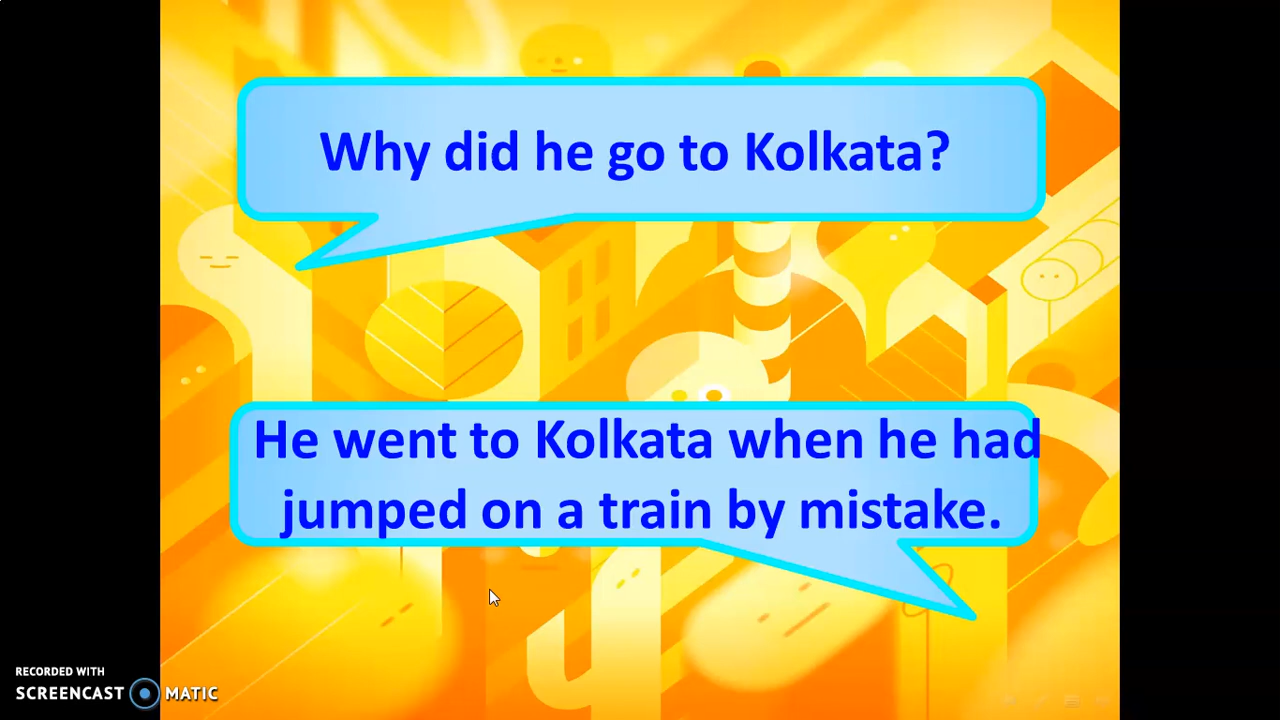 Why did he go to Kolkata?
He went to Kolkata when he had
jumped on a train by mistake.
RECORDED WITH
SCREENCAST MATIC